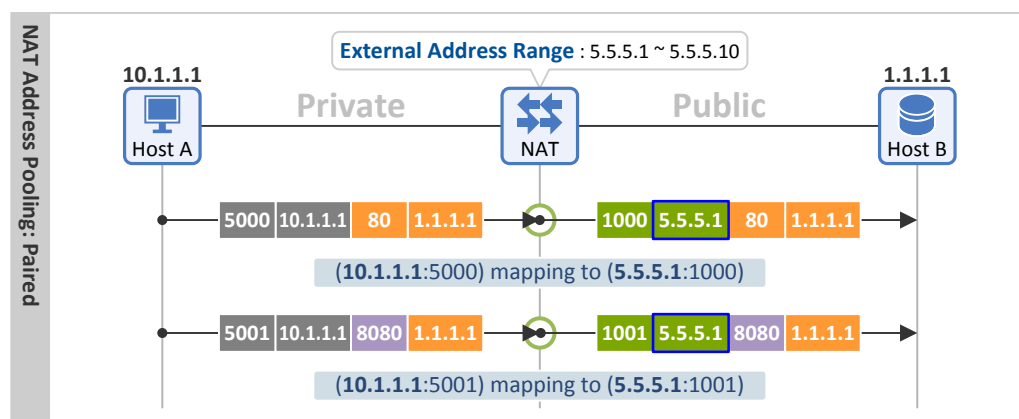 NAT Address Pooling: Paired
External Address Range : 5.5.5.1 ~ 5.5.5.10
10.1.1.1
1.1.1.1
Private
Public
Host A
NAT
Host B
5000 10.1.1.1 80 1.1.1.1
1000 5.5.5.1 80 1.1.1.1
(10.1.1.1:5000) mapping to (5.5.5.1:1000)
5001 10.1.1.1 8080 1.1.1.1
1001 5.5.5.1 8080 1.1.1.1
(10.1.1.1:5001) mapping to (5.5.5.1:1001)